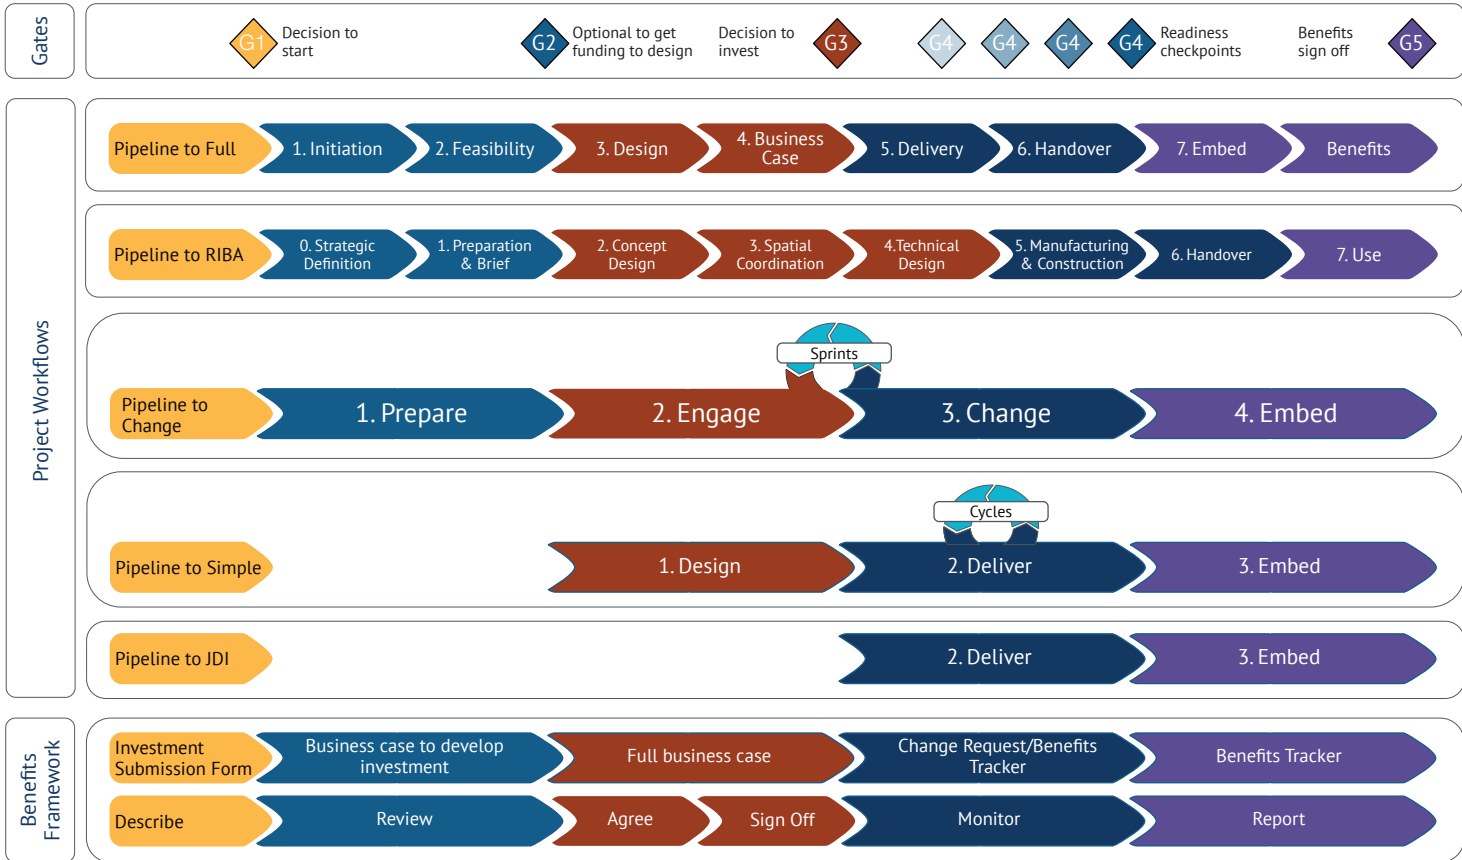 Gates
G1
Decision to
start
G2
Optional to get
funding to design
Decision to
invest
G3
G4
G4
G4
G4
Readiness
checkpoints
Benefits
sign off
G5
Project Workflows
Pipeline to Full
1. Initiation
2. Feasibility
3. Design
4. Business
Case
5. Delivery
6. Handover
7. Embed
Benefits
Pipeline to RIBA
0. Strategic
Definition
1. Preparation
& Brief
2. Concept
Design
3. Spatial
Coordination
4.Technical
Design
5. Manufacturing
& Construction
6. Handover
7. Use
Sprints
Pipeline to
Change
1. Prepare
2. Engage
3. Change
4. Embed
Cycles
Pipeline to Simple
1. Design
2. Deliver
3. Embed
Pipeline to JDI
2. Deliver
3. Embed
Benefits
Framework
Investment
Submission Form
Business case to develop
investment
Full business case
Change Request/Benefits
Tracker
Benefits Tracker
Describe
Review
Agree
Sign Off
Monitor
Report